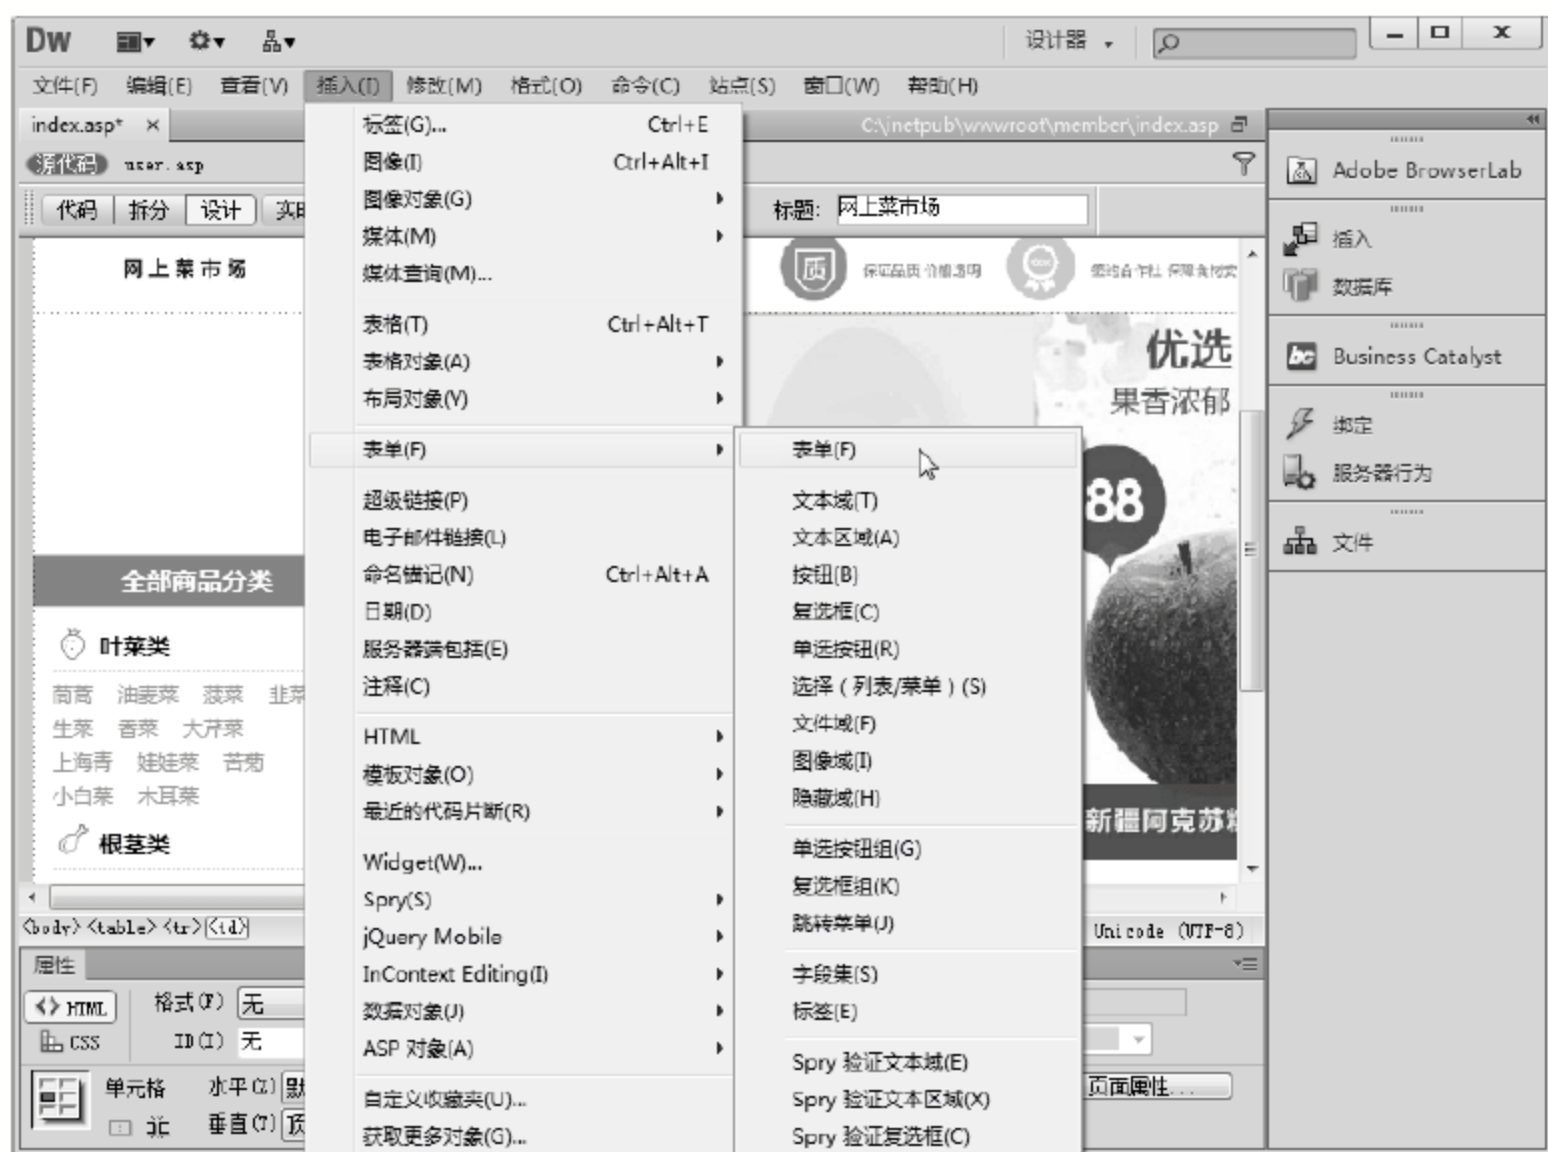 Dw
设计器
文件(F) 编辑(E) 查看(V) 插入(I) 修改(M) 格式(O) 命令(C) 站点(S) 窗口(W) 帮助(H)
index.asp* ×
C:\inetpub\wwwroot\member\index.asp
源代码 user.asp
代码 拆分 设计
标题: 网上菜市场
网上菜市场
标签(G)... Ctrl+E
图像(I) Ctrl+Alt+I
图像对象(G)
媒体(M)
媒体查询(M)...
表格(T) Ctrl+Alt+T
表格对象(A)
布局对象(Y)
表单(F)
超级链接(P)
电子邮件链接(L)
命名锚记(N) Ctrl+Alt+A
日期(D)
服务器端包括(E)
注释(C)
HTML
模板对象(O)
最近的代码片断(R)
Widget(W)...
Spry(S)
jQuery Mobile
InContext Editing(I)
数据对象(J)
ASP 对象(A)
自定义收藏夹(U)...
获取更多对象(G)...
表单(F)
文本域(T)
文本区域(A)
按钮(B)
复选框(C)
单选按钮(R)
选择（列表/菜单）(S)
文件域(F)
图像域(I)
隐藏域(H)
单选按钮组(G)
复选框组(K)
跳转菜单(J)
字段集(S)
标签(E)
Spry 验证文本域(E)
Spry 验证文本区域(X)
Spry 验证复选框(C)
质 保证品质 价格透明
优选
果香浓郁
88
新疆阿克苏
全部商品分类
叶菜类
茼蒿 油麦菜 菠菜 韭菜
生菜 香菜 大芹菜
上海青 娃娃菜 苦菊
小白菜 木耳菜
根茎类
<body> <table> <tr> <td>
Unicode (UTF-8)
属性
<> HTML 格式(F) 无
CSS ID(I) 无
单元格 水平(Z) 默
垂直(T) 顶
页面属性...
Adobe BrowserLab
插入
数据库
Business Catalyst
绑定
服务器行为
文件